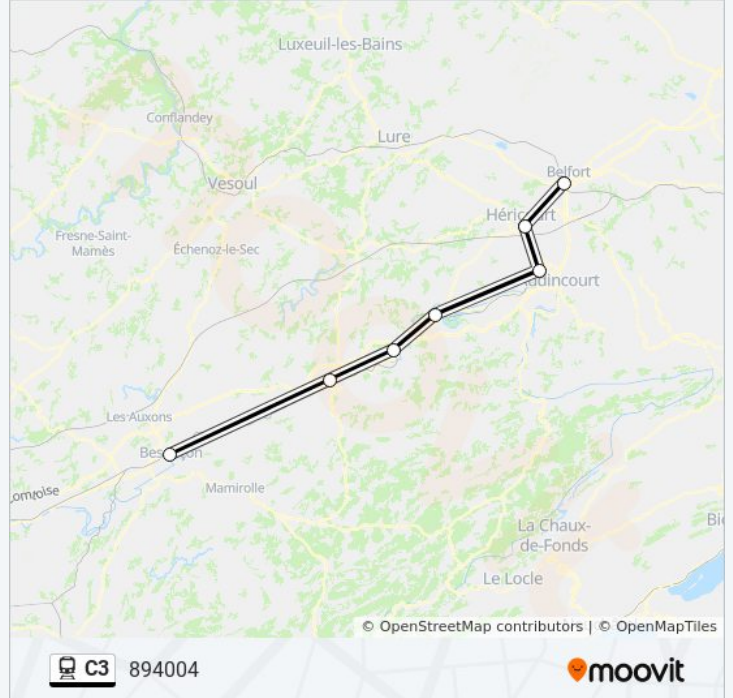 Luxeuil-les-Bains
Conflandey
Lure
Belfort
Vesoul
Fresne-Saint-
Mamès
Échenoz-le-Sec
Les Auxons
Mamirolle
La Chaux-
de-Fonds
Le Locle
© OpenStreetMap contributors | © OpenMapTiles
C3 894004
moovit